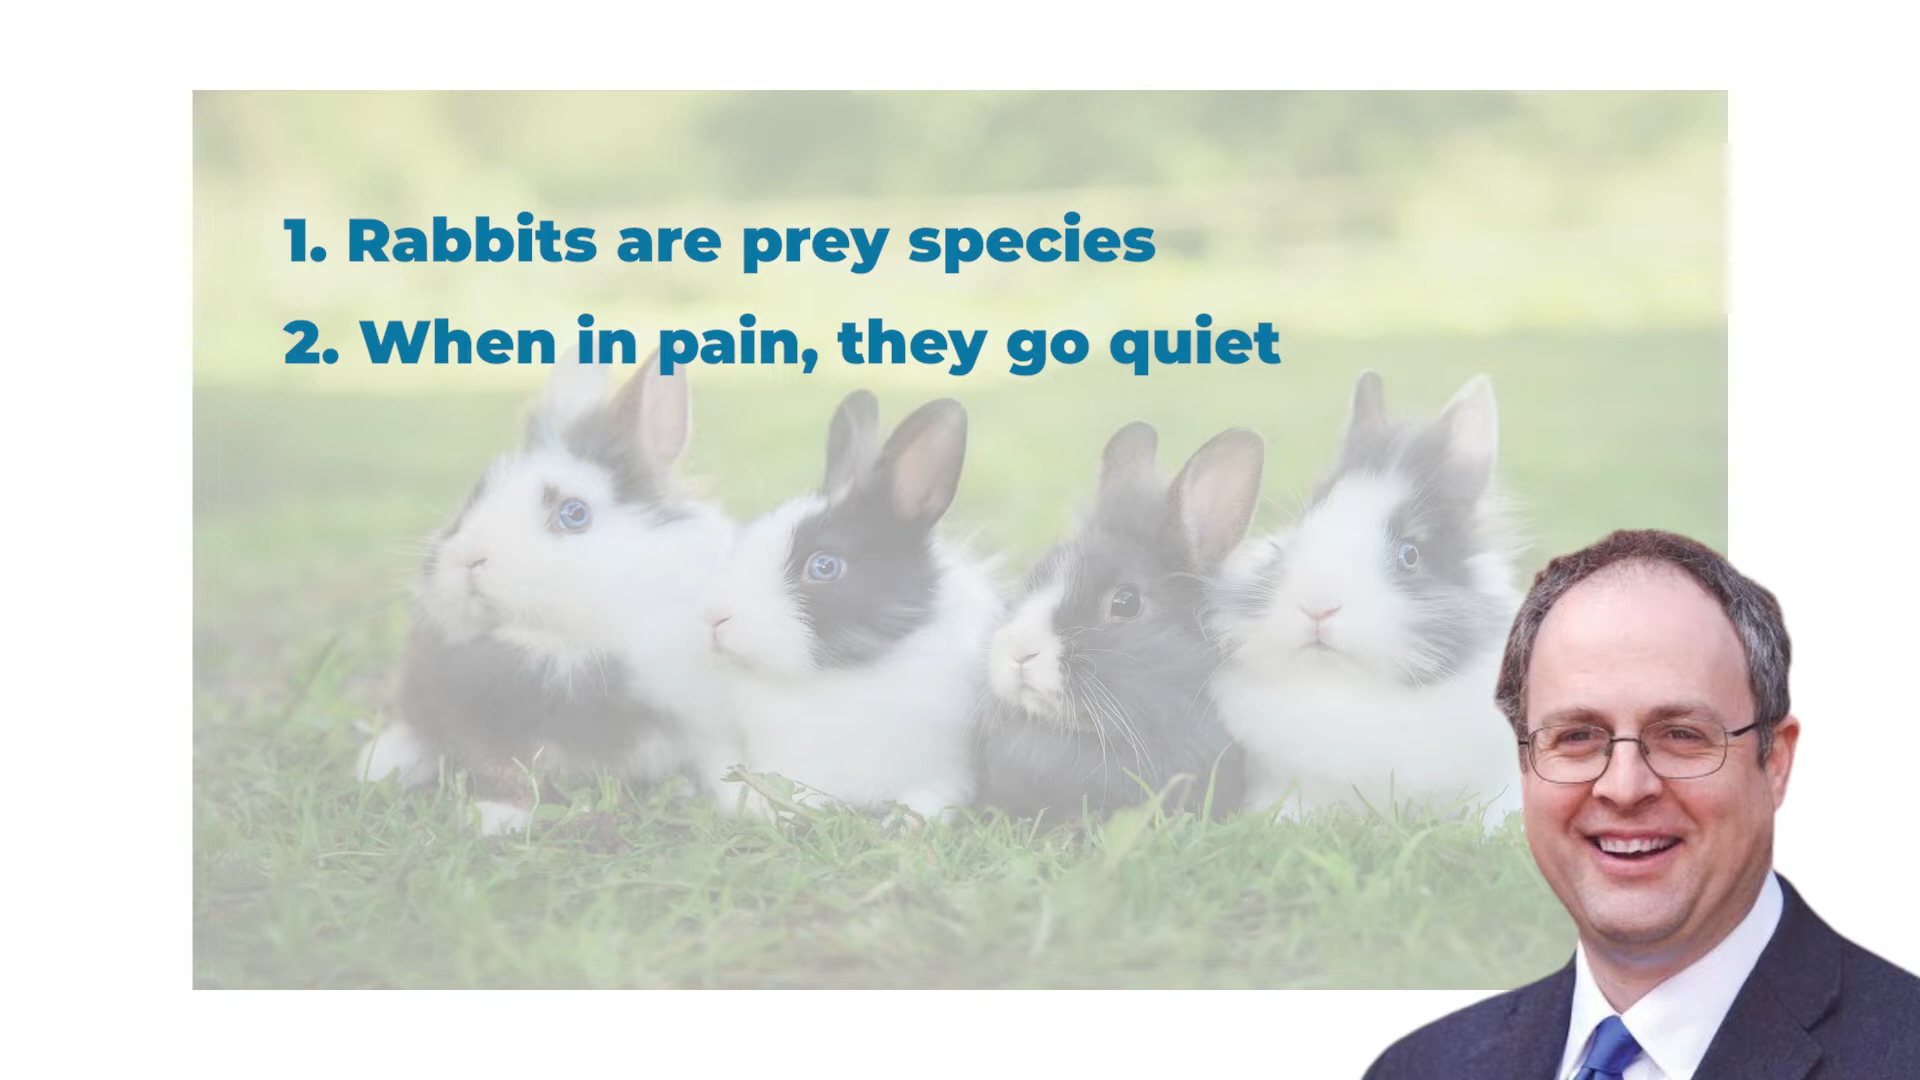 1. Rabbits are prey species
2. When in pain, they go quiet